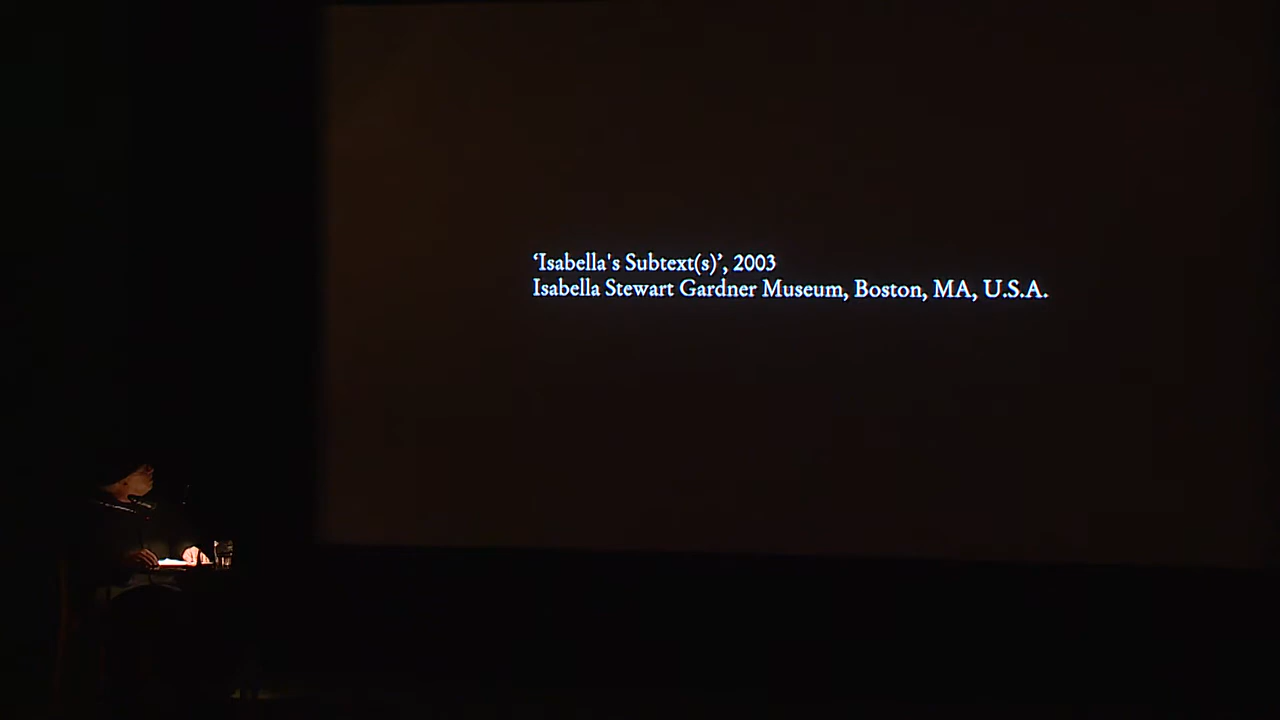 ‘Isabella's Subtext(s)’, 2003
Isabella Stewart Gardner Museum, Boston, MA, U.S.A.